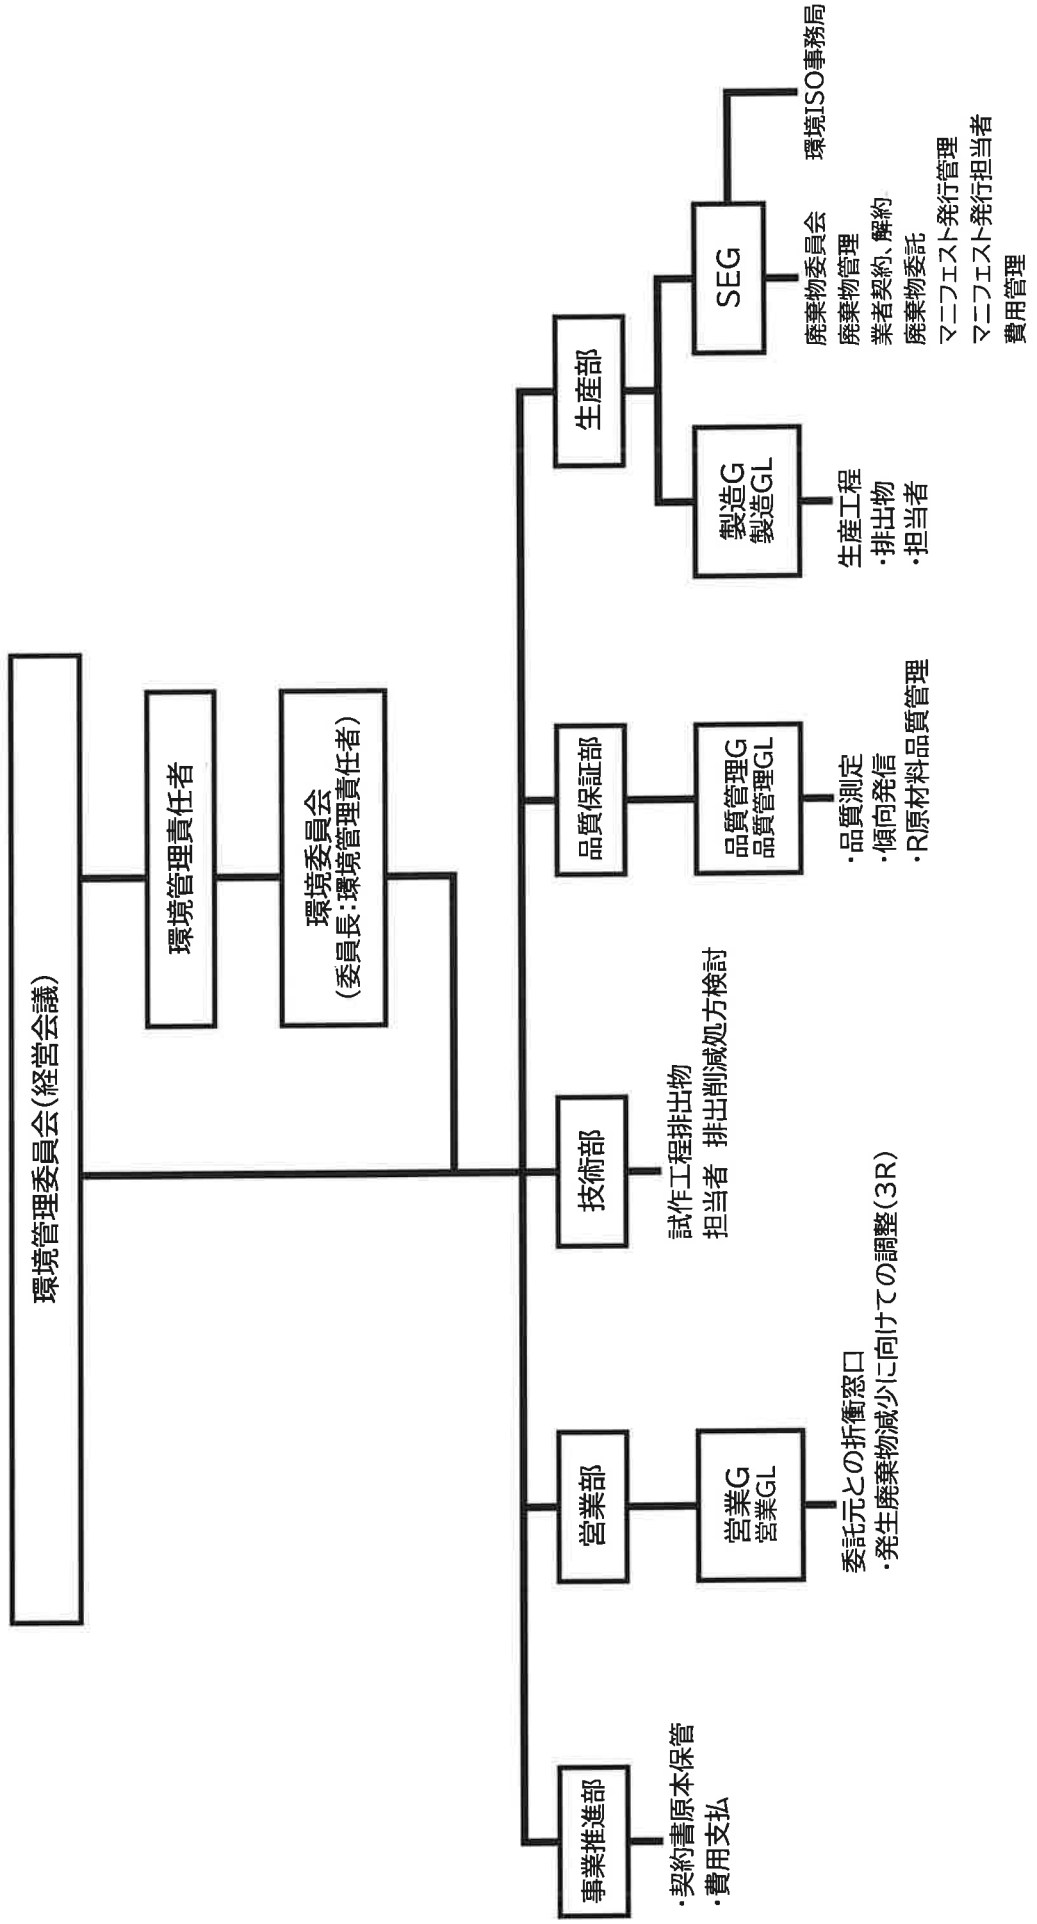 環境管理委員会(経営会議)
環境管理責任者
環境委員会
(委員長:環境管理責任者)
事業推進部
・契約書原本保管
・費用支払
営業部
営業G
営業GL
委託元との折衝窓口
・発生廃棄物減少に向けての調整(3R)
技術部
試作工程排出物
担当者 排出削減処方検討
品質保証部
品質管理G
品質管理GL
・品質測定
・傾向発信
・R原材料品質管理
生産部
製造G
製造GL
生産工程
・排出物
・担当者
SEG
廃棄物委員会
廃棄物管理
業者契約、解約
廃棄物委託
マニフェスト発行管理
マニフェスト発行担当者
費用管理
環境ISO事務局